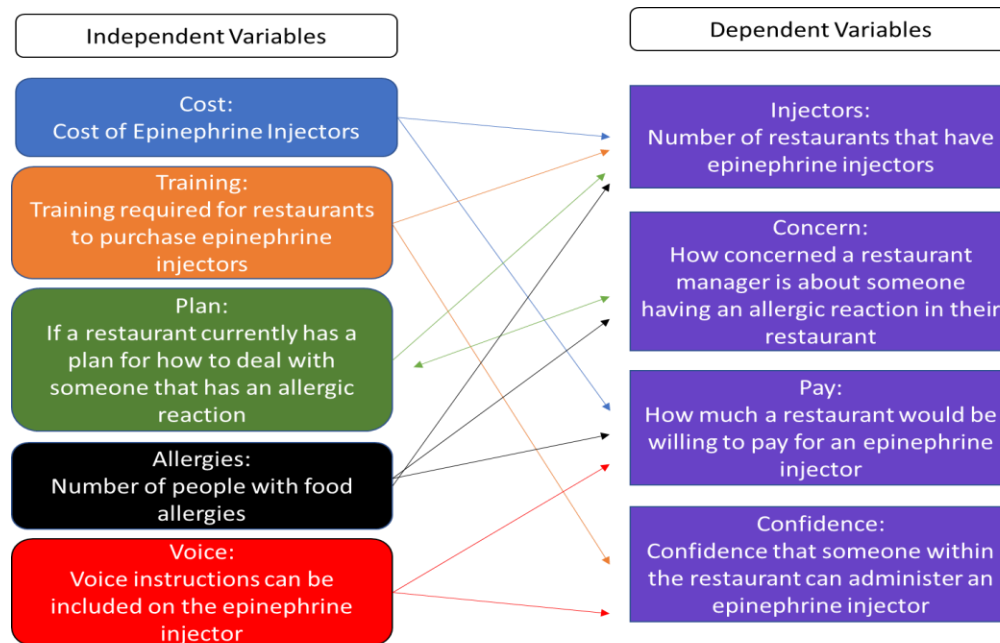 Independent Variables
Cost:
Cost of Epinephrine Injectors
Training:
Training required for restaurants
to purchase epinephrine
injectors
Plan:
If a restaurant currently has a
plan for how to deal with
someone that has an allergic
reaction
Allergies:
Number of people with food
allergies
Voice:
Voice instructions can be
included on the epinephrine
injector
Dependent Variables
Injectors:
Number of restaurants that have
epinephrine injectors
Concern:
How concerned a restaurant
manager is about someone
having an allergic reaction in their
restaurant
Pay:
How much a restaurant would be
willing to pay for an epinephrine
injector
Confidence:
Confidence that someone within
the restaurant can administer an
epinephrine injector